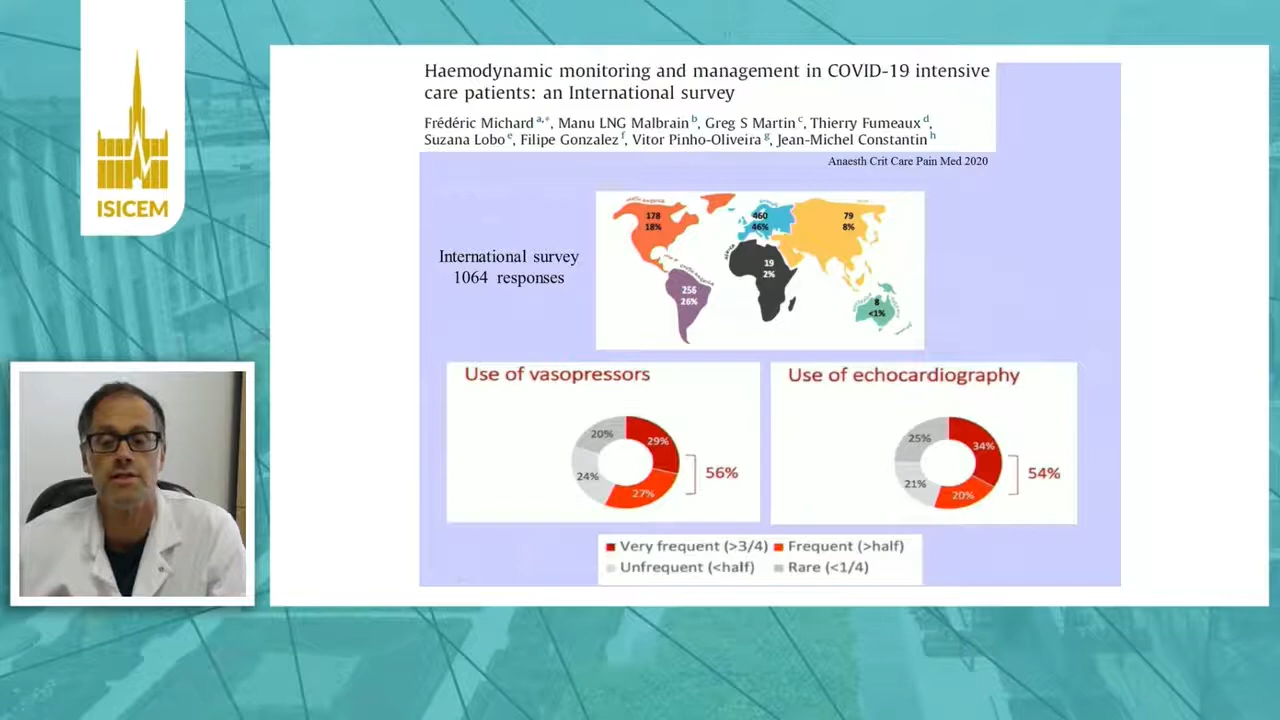 ISICEM
Haemodynamic monitoring and management in COVID-19 intensive
care patients: an International survey
Frédéric Michard a,*, Manu LNG Malbrain b, Greg S Martin c, Thierry Fumeaux d,
Suzana Lobo e, Filipe Gonzalez f, Vitor Pinho-Oliveira g, Jean-Michel Constantin h
Anaesth Crit Care Pain Med 2020
International survey
1064 responses
178
18%
460
46%
79
8%
19
2%
256
26%
8
<1%
Use of vasopressors
20%
29%
24%
27%
56%
Use of echocardiography
25%
34%
21%
20%
54%
Very frequent (>3/4)
Frequent (>half)
Unfrequent (<half)
Rare (<1/4)